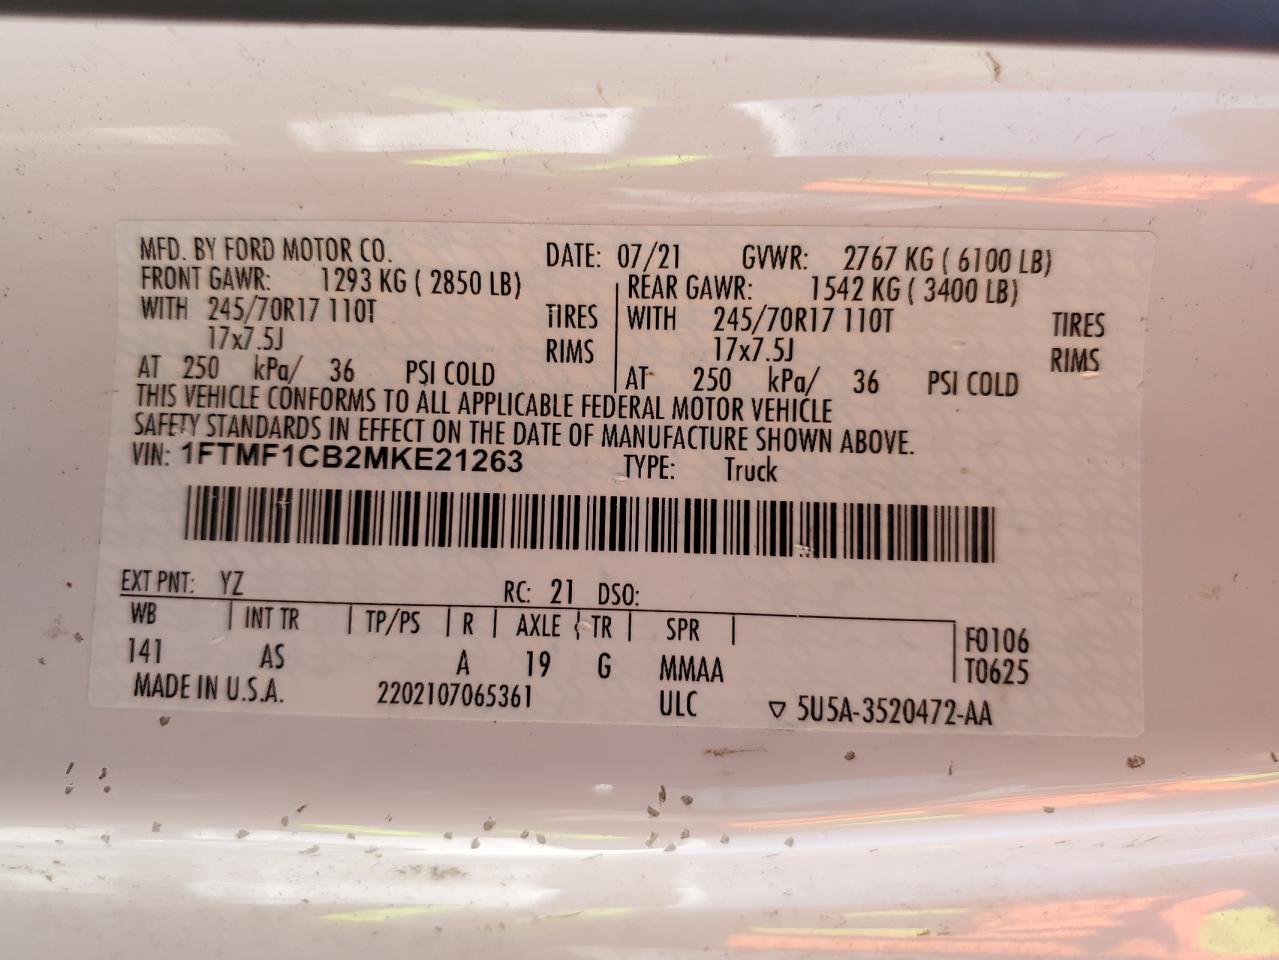 MFD. BY FORD MOTOR CO. DATE: 07/21 GVWR: 2767 KG ( 6100 LB)
FRONT GAWR: 1293 KG ( 2850 LB) REAR GAWR: 1542 KG ( 3400 LB)
WITH 245/70R17 110T TIRES WITH 245/70R17 110T TIRES
17x7.5J RIMS 17x7.5J RIMS
AT 250 kPa/ 36 PSI COLD AT 250 kPa/ 36 PSI COLD
THIS VEHICLE CONFORMS TO ALL APPLICABLE FEDERAL MOTOR VEHICLE
SAFETY STANDARDS IN EFFECT ON THE DATE OF MANUFACTURE SHOWN ABOVE.
VIN: 1FTMF1CB2MKE21263 TYPE: Truck
EXT PNT: YZ RC: 21 DSO:
WB | INT TR | TP/PS | R | AXLE | TR | SPR | F0106
141 AS A 19 G MMAA T0625
MADE IN U.S.A. 2202107065361 ULC ▽ 5U5A-3520472-AA